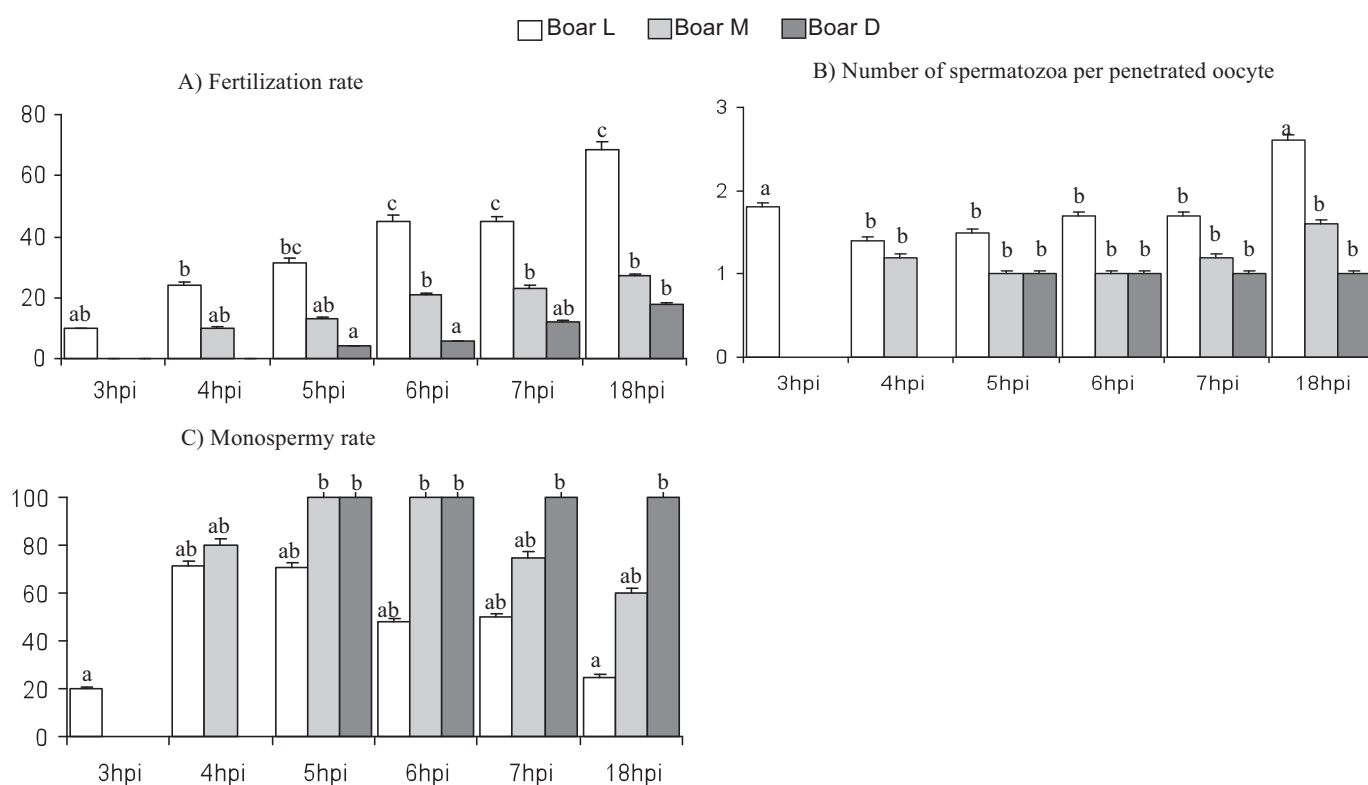 Boar L Boar M Boar D
A) Fertilization rate
80
60
40
20
0
ab
b
ab
bc
ab
a
c
b
a
c
b
ab
c
b
b
3hpi 4hpi 5hpi 6hpi 7hpi 18hpi
B) Number of spermatozoa per penetrated oocyte
3
2
1
0
a
b
b
b
b
b
b
b
b
b
b
b
a
b
b
3hpi 4hpi 5hpi 6hpi 7hpi 18hpi
C) Monospermy rate
100
80
60
40
20
0
a
ab
ab
ab
b
b
ab
b
b
ab
ab
b
a
ab
b
3hpi 4hpi 5hpi 6hpi 7hpi 18hpi